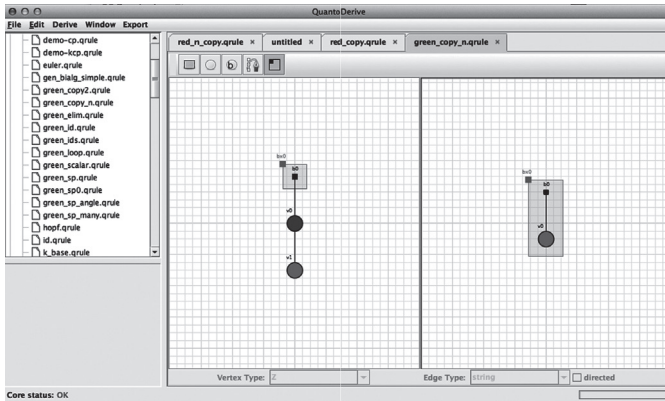 QuantoDerive
File Edit Derive Window Export
demo-cp.qrule
demo-kcp.qrule
euler.qrule
gen_bialg_simple.qrule
green_copy2.qrule
green_copy_n.qrule
green_elim.qrule
green_id.qrule
green_ids.qrule
green_loop.qrule
green_scalar.qrule
green_sp.qrule
green_sp0.qrule
green_sp_angle.qrule
green_sp_many.qrule
hopf.qrule
id.qrule
k_base.qrule
red_n_copy.qrule × untitled × red_copy.qrule × green_copy_n.qrule ×
b
bx0
b0
v0
v1
bx0
b0
v0
Vertex Type: Z Edge Type: string directed
Core status: OK